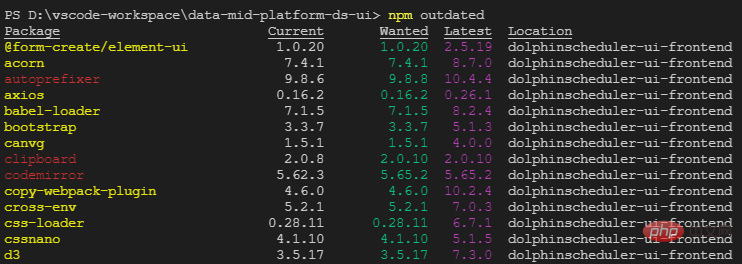 PS D:\vscode-workspace\data-mid-platform-ds-ui> npm outdated
Package Current Wanted Latest Location
@form-create/element-ui 1.0.20 1.0.20 2.5.19 dolphinscheduler-ui-frontend
acorn 7.4.1 7.4.1 8.7.0 dolphinscheduler-ui-frontend
autoprefixer 9.8.6 9.8.8 10.4.4 dolphinscheduler-ui-frontend
axios 0.16.2 0.16.2 0.26.1 dolphinscheduler-ui-frontend
babel-loader 7.1.5 7.1.5 8.2.4 dolphinscheduler-ui-frontend
bootstrap 3.3.7 3.3.7 5.1.3 dolphinscheduler-ui-frontend
canvg 1.5.1 1.5.1 4.0.0 dolphinscheduler-ui-frontend
clipboard 2.0.8 2.0.10 2.0.10 dolphinscheduler-ui-frontend
codemirror 5.62.3 5.65.2 5.65.2 dolphinscheduler-ui-frontend
copy-webpack-plugin 4.6.0 4.6.0 10.2.4 dolphinscheduler-ui-frontend
cross-env 5.2.1 5.2.1 7.0.3 dolphinscheduler-ui-frontend
css-loader 0.28.11 0.28.11 6.7.1 dolphinscheduler-ui-frontend
cssnano 4.1.10 4.1.10 5.1.5 dolphinscheduler-ui-frontend
d3 3.5.17 3.5.17 7.3.0 dolphinscheduler-ui-frontend
php